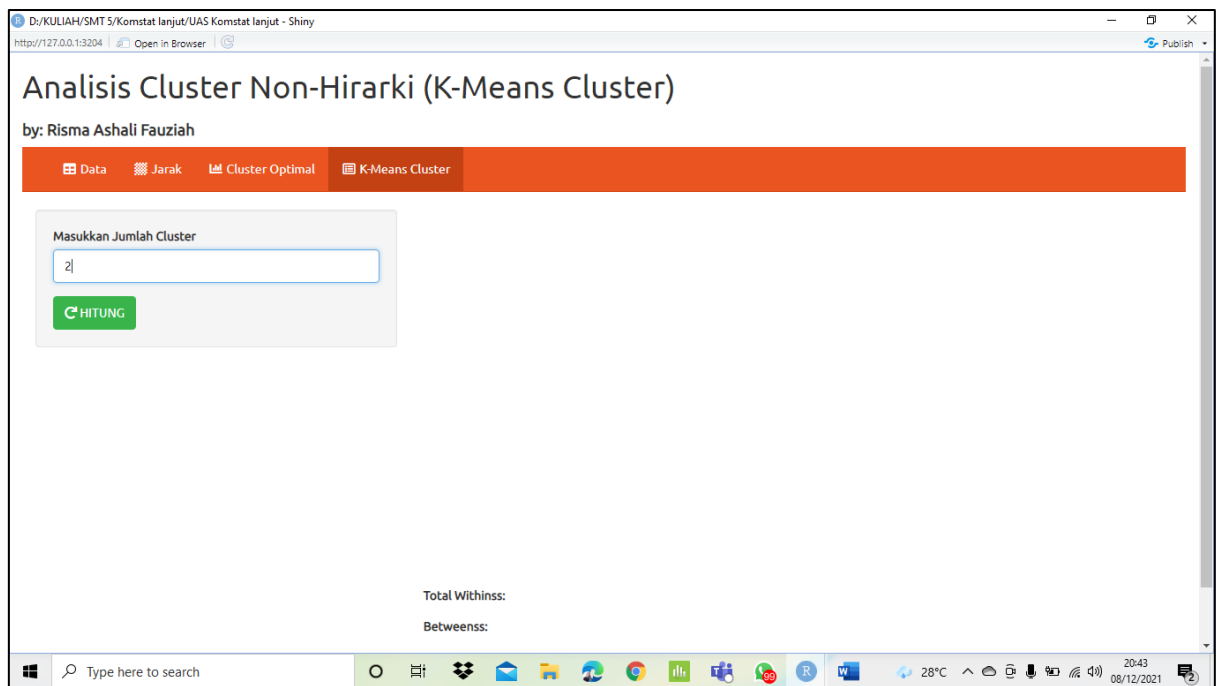 D:/KULIAH/SMT 5/Komstat lanjut/UAS Komstat lanjut - Shiny
http://127.0.0.1:3204 Open in Browser Publish
Analisis Cluster Non-Hirarki (K-Means Cluster)
by: Risma Ashali Fauziah
Data Jarak Cluster Optimal K-Means Cluster
Masukkan Jumlah Cluster
2
HITUNG
Total Withinss:
Betweenss:
Type here to search 99 R W 28°C 20:43
08/12/2021 2